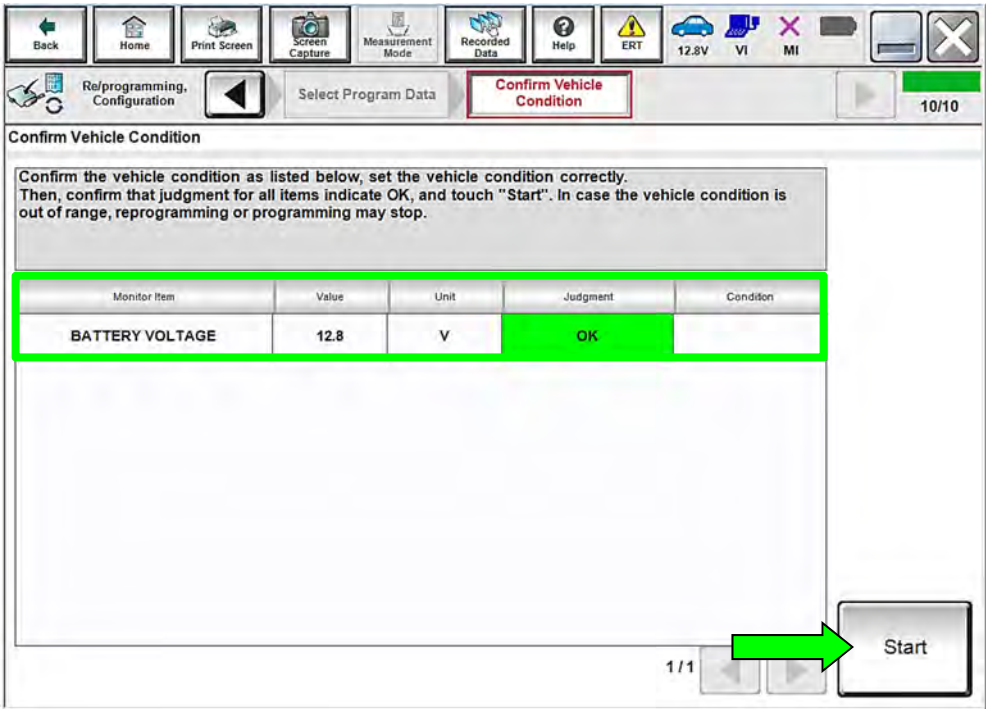 Back
Home
Print Screen
Screen
Capture
Measurement
Mode
Recorded
Data
Help
ERT
12.8V
VI
MI
Re/programming,
Configuration
Select Program Data
Confirm Vehicle
Condition
10/10
Confirm Vehicle Condition
Confirm the vehicle condition as listed below, set the vehicle condition correctly.
Then, confirm that judgment for all items indicate OK, and touch "Start". In case the vehicle condition is
out of range, reprogramming or programming may stop.
Monitor Item Value Unit Judgment Condition
BATTERY VOLTAGE 12.8 V OK
1/1
Start